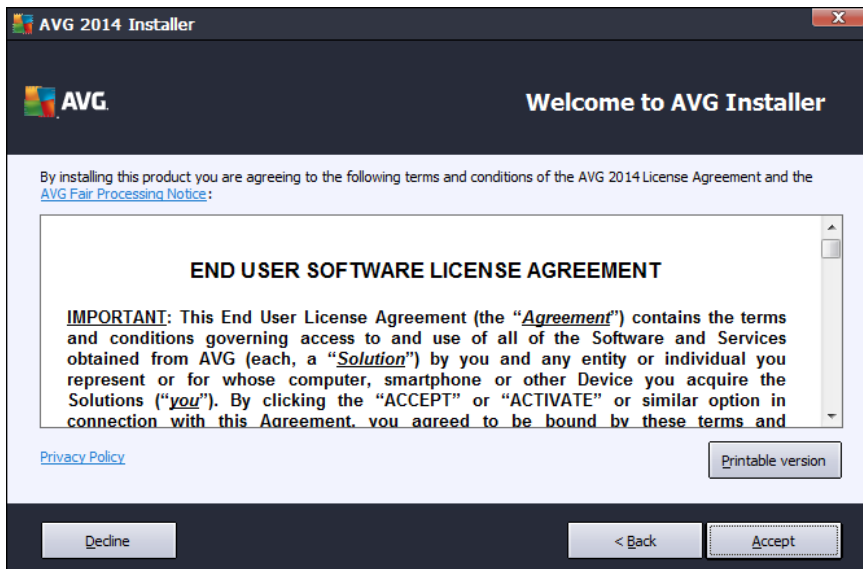 AVG 2014 Installer
X
AVG.
Welcome to AVG Installer
By installing this product you are agreeing to the following terms and conditions of the AVG 2014 License Agreement and the
AVG Fair Processing Notice:
END USER SOFTWARE LICENSE AGREEMENT
IMPORTANT: This End User License Agreement (the “Agreement”) contains the terms
and conditions governing access to and use of all of the Software and Services
obtained from AVG (each, a “Solution”) by you and any entity or individual you
represent or for whose computer, smartphone or other Device you acquire the
Solutions (“you”). By clicking the “ACCEPT” or “ACTIVATE” or similar option in
connection with this Agreement, you agreed to be bound by these terms and
Privacy Policy
Printable version
Decline
< Back
Accept